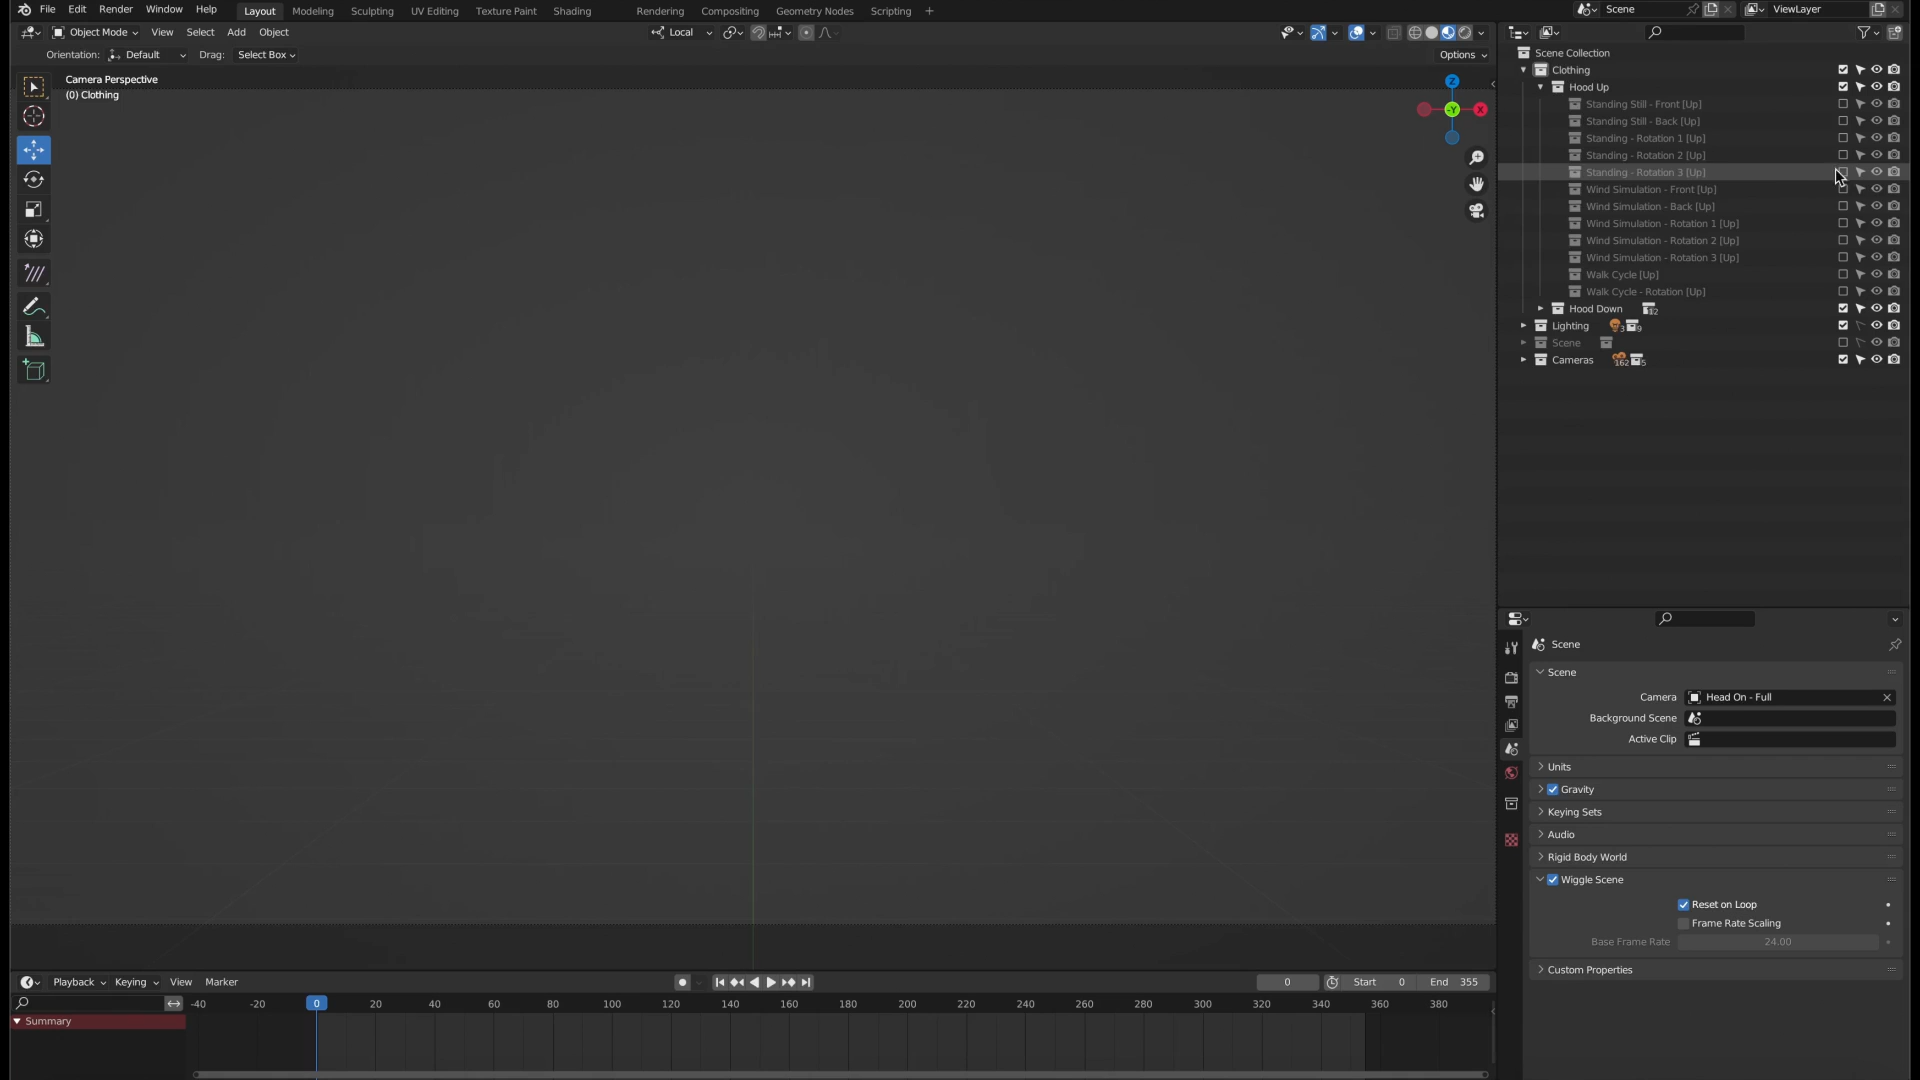 File Edit Render Window Help Layout Modeling Sculpting UV Editing Texture Paint Shading Rendering Compositing Geometry Nodes Scripting + Scene ViewLayer
Object Mode View Select Add Object Local
Orientation: Default Drag: Select Box Options
Camera Perspective
(0) Clothing
Z
-Y X
Scene Collection
Clothing
Hood Up
Standing Still - Front [Up]
Standing Still - Back [Up]
Standing - Rotation 1 [Up]
Standing - Rotation 2 [Up]
Standing - Rotation 3 [Up]
Wind Simulation - Front [Up]
Wind Simulation - Back [Up]
Wind Simulation - Rotation 1 [Up]
Wind Simulation - Rotation 2 [Up]
Wind Simulation - Rotation 3 [Up]
Walk Cycle [Up]
Walk Cycle - Rotation [Up]
Hood Down 12
Lighting 3 9
Scene
Cameras 162 5
Scene
Scene
Camera Head On - Full
Background Scene
Active Clip
Units
Gravity
Keying Sets
Audio
Rigid Body World
Wiggle Scene
Reset on Loop
Frame Rate Scaling
Base Frame Rate 24.00
Custom Properties
Playback Keying View Marker 0 Start 0 End 355
-40 -20 0 20 40 60 80 100 120 140 160 180 200 220 240 260 280 300 320 340 360 380
Summary